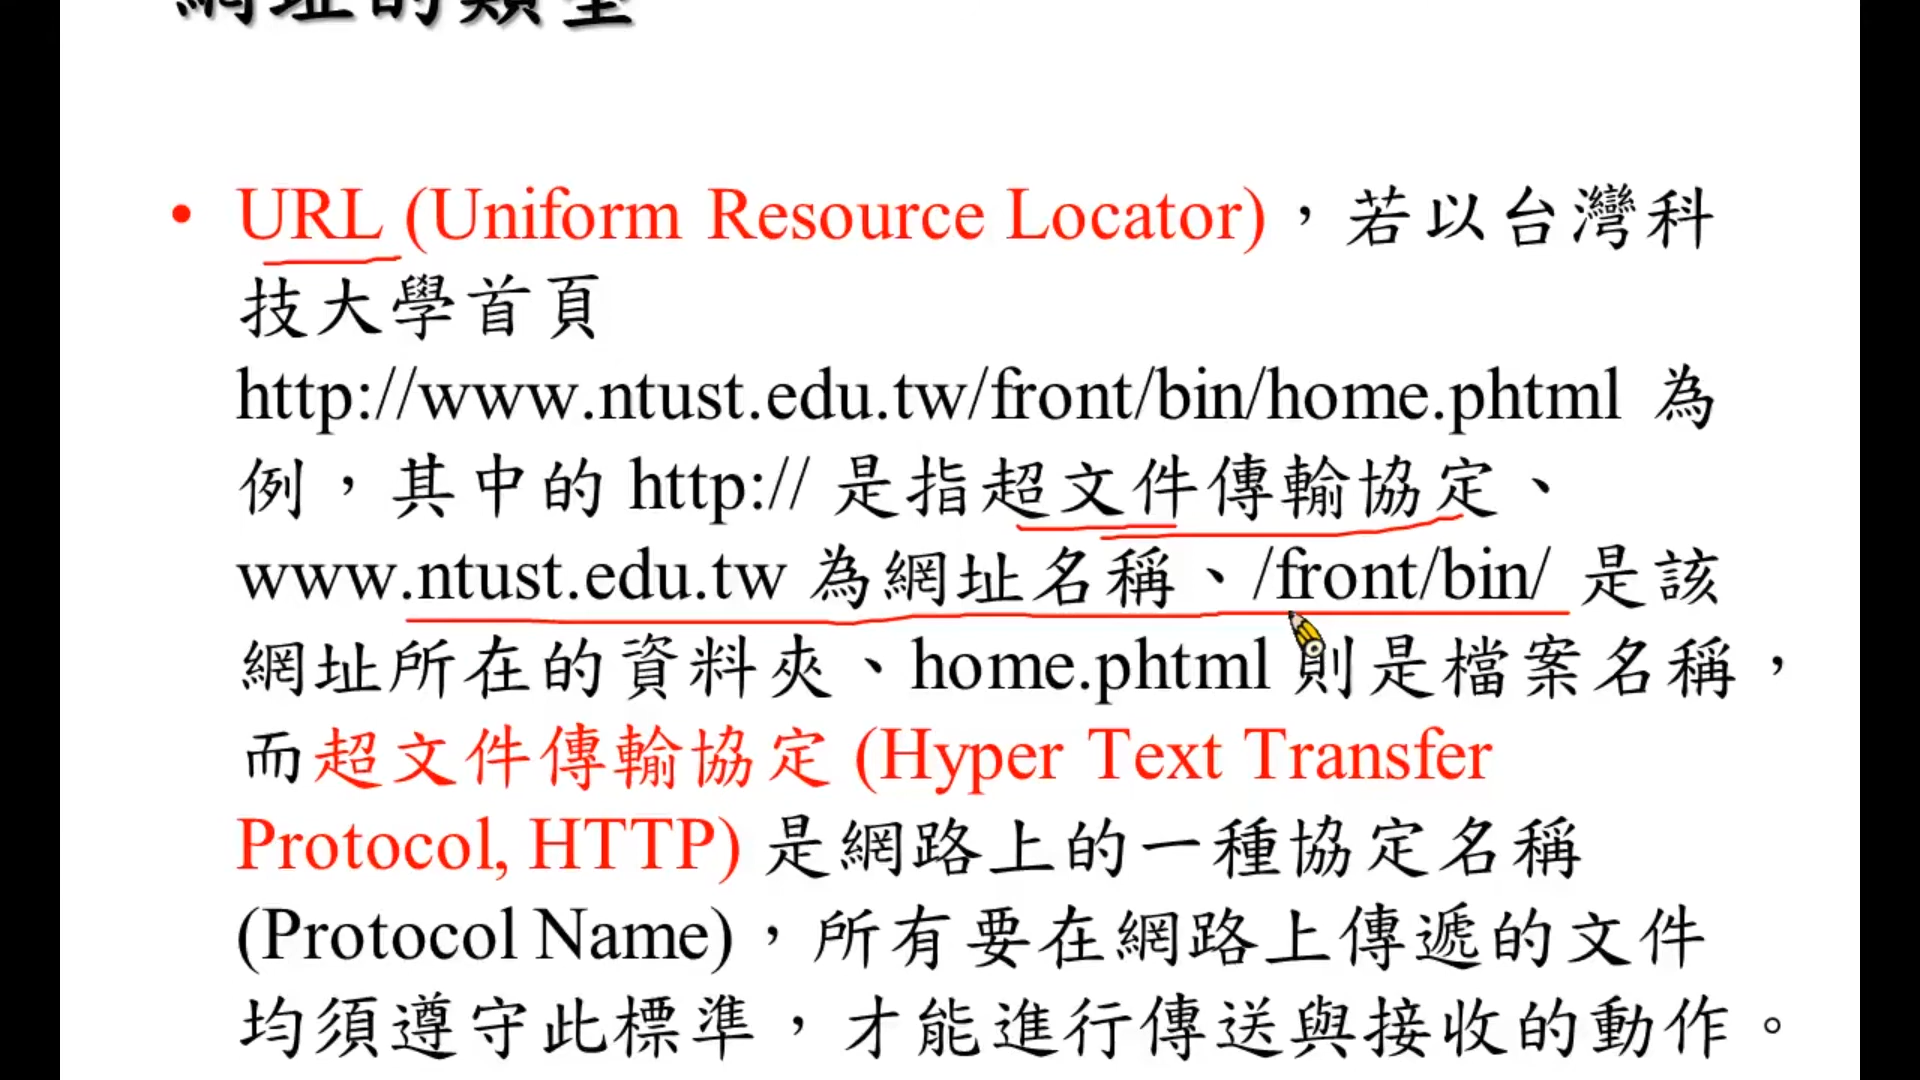 網址的類型
• URL (Uniform Resource Locator)，若以台灣科
技大學首頁
http://www.ntust.edu.tw/front/bin/home.phtml 為
例，其中的 http:// 是指超文件傳輸協定、
www.ntust.edu.tw 為網址名稱、/front/bin/ 是該
網址所在的資料夾、home.phtml 則是檔案名稱，
而超文件傳輸協定 (Hyper Text Transfer
Protocol, HTTP) 是網路上的一種協定名稱
(Protocol Name)，所有要在網路上傳遞的文件
均須遵守此標準，才能進行傳送與接收的動作。